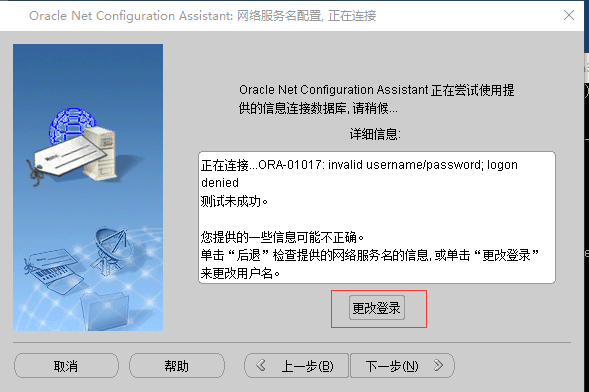 Oracle Net Configuration Assistant: 网络服务名配置, 正在连接
Oracle Net Configuration Assistant 正在尝试使用提
供的信息连接数据库, 请稍候...
详细信息:
正在连接...ORA-01017: invalid username/password; logon
denied
测试未成功。
您提供的一些信息可能不正确。
单击“后退”检查提供的网络服务名的信息, 或单击“更改登录”
来更改用户名。
更改登录
取消
帮助
上一步(B)
下一步(N)